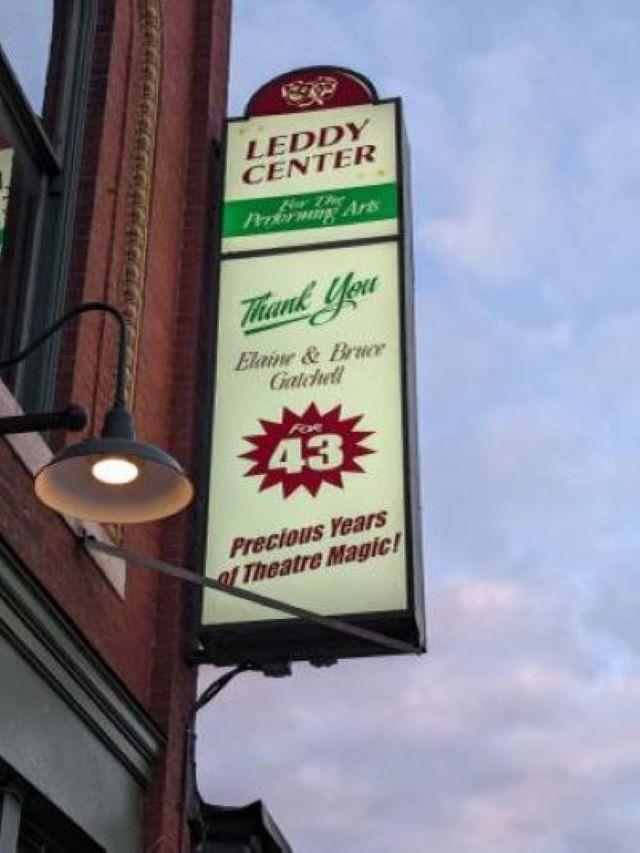 LEDDY
CENTER
For The
Performing Arts
Thank You
Elaine & Bruce
Gatchell
FOR
43
Precious Years
of Theatre Magic!